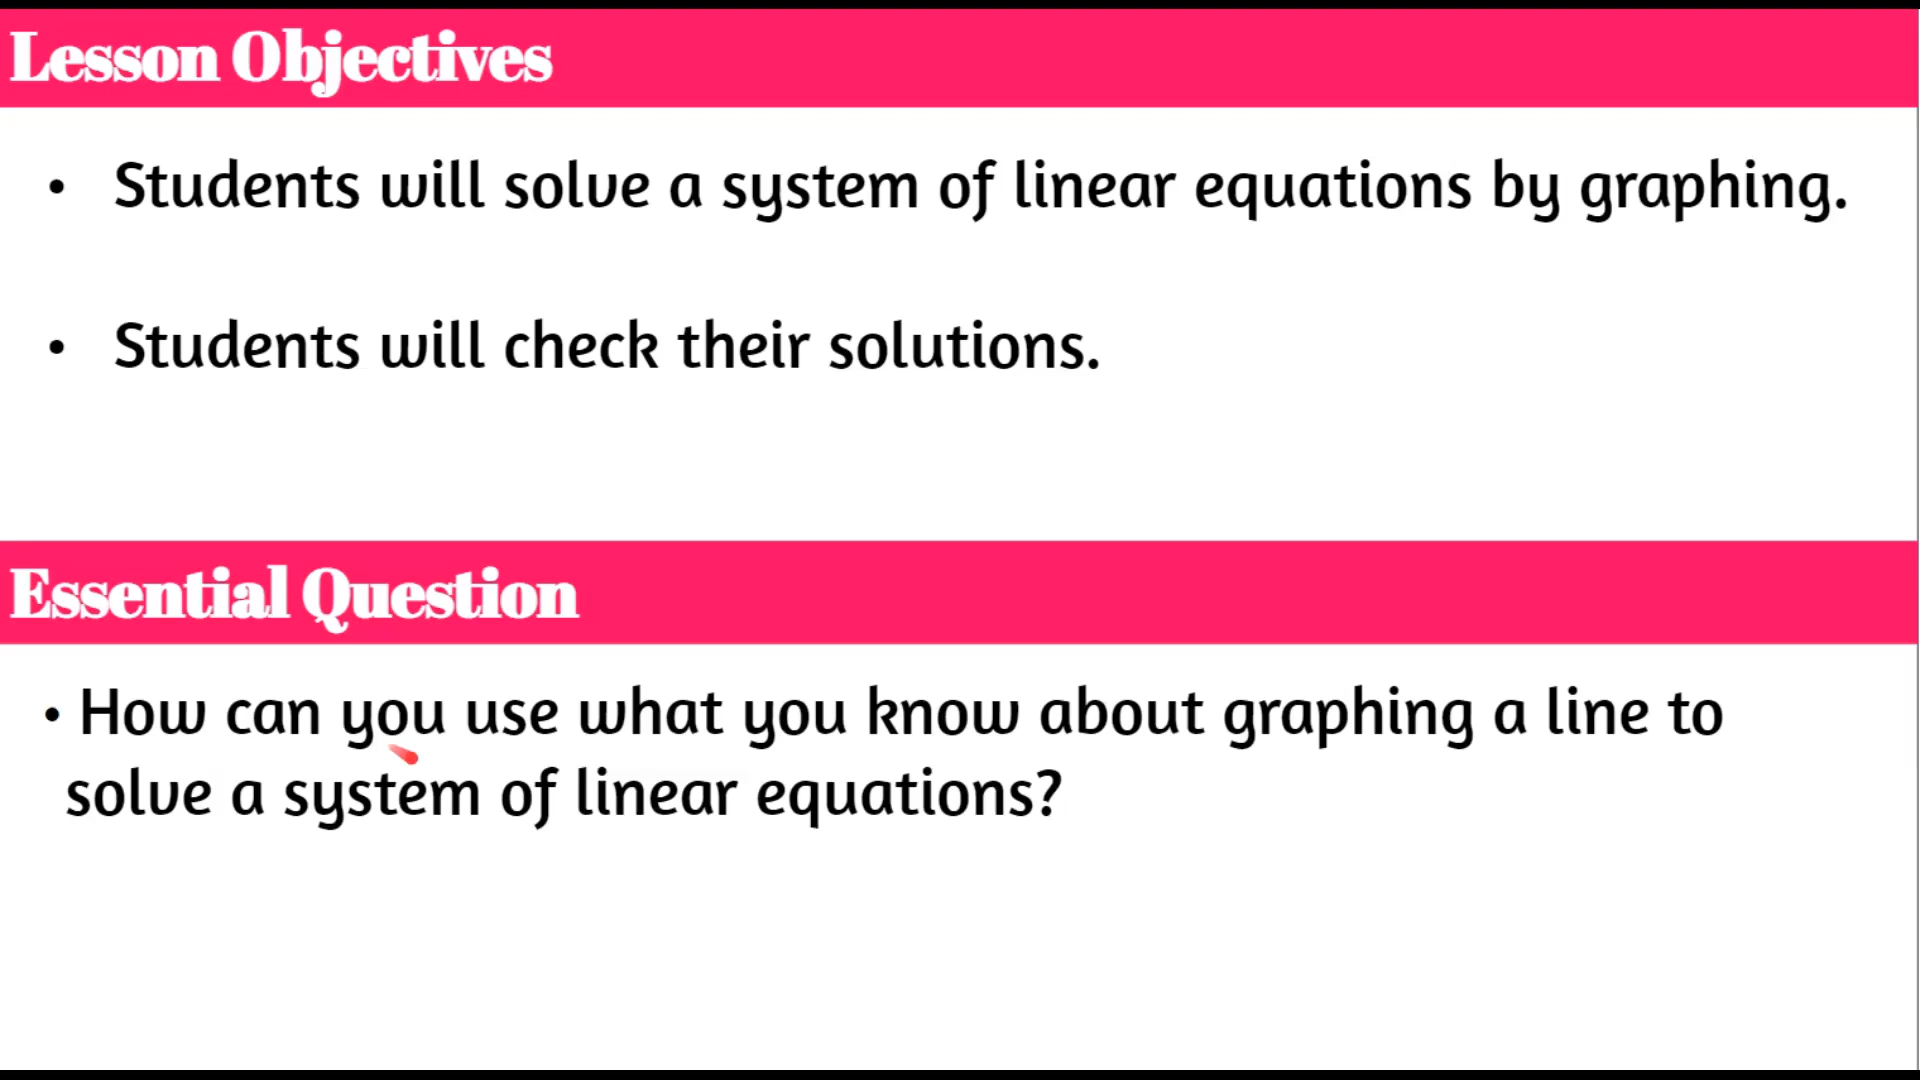 Lesson Objectives
• Students will solve a system of linear equations by graphing.
• Students will check their solutions.
Essential Question
• How can you use what you know about graphing a line to
solve a system of linear equations?